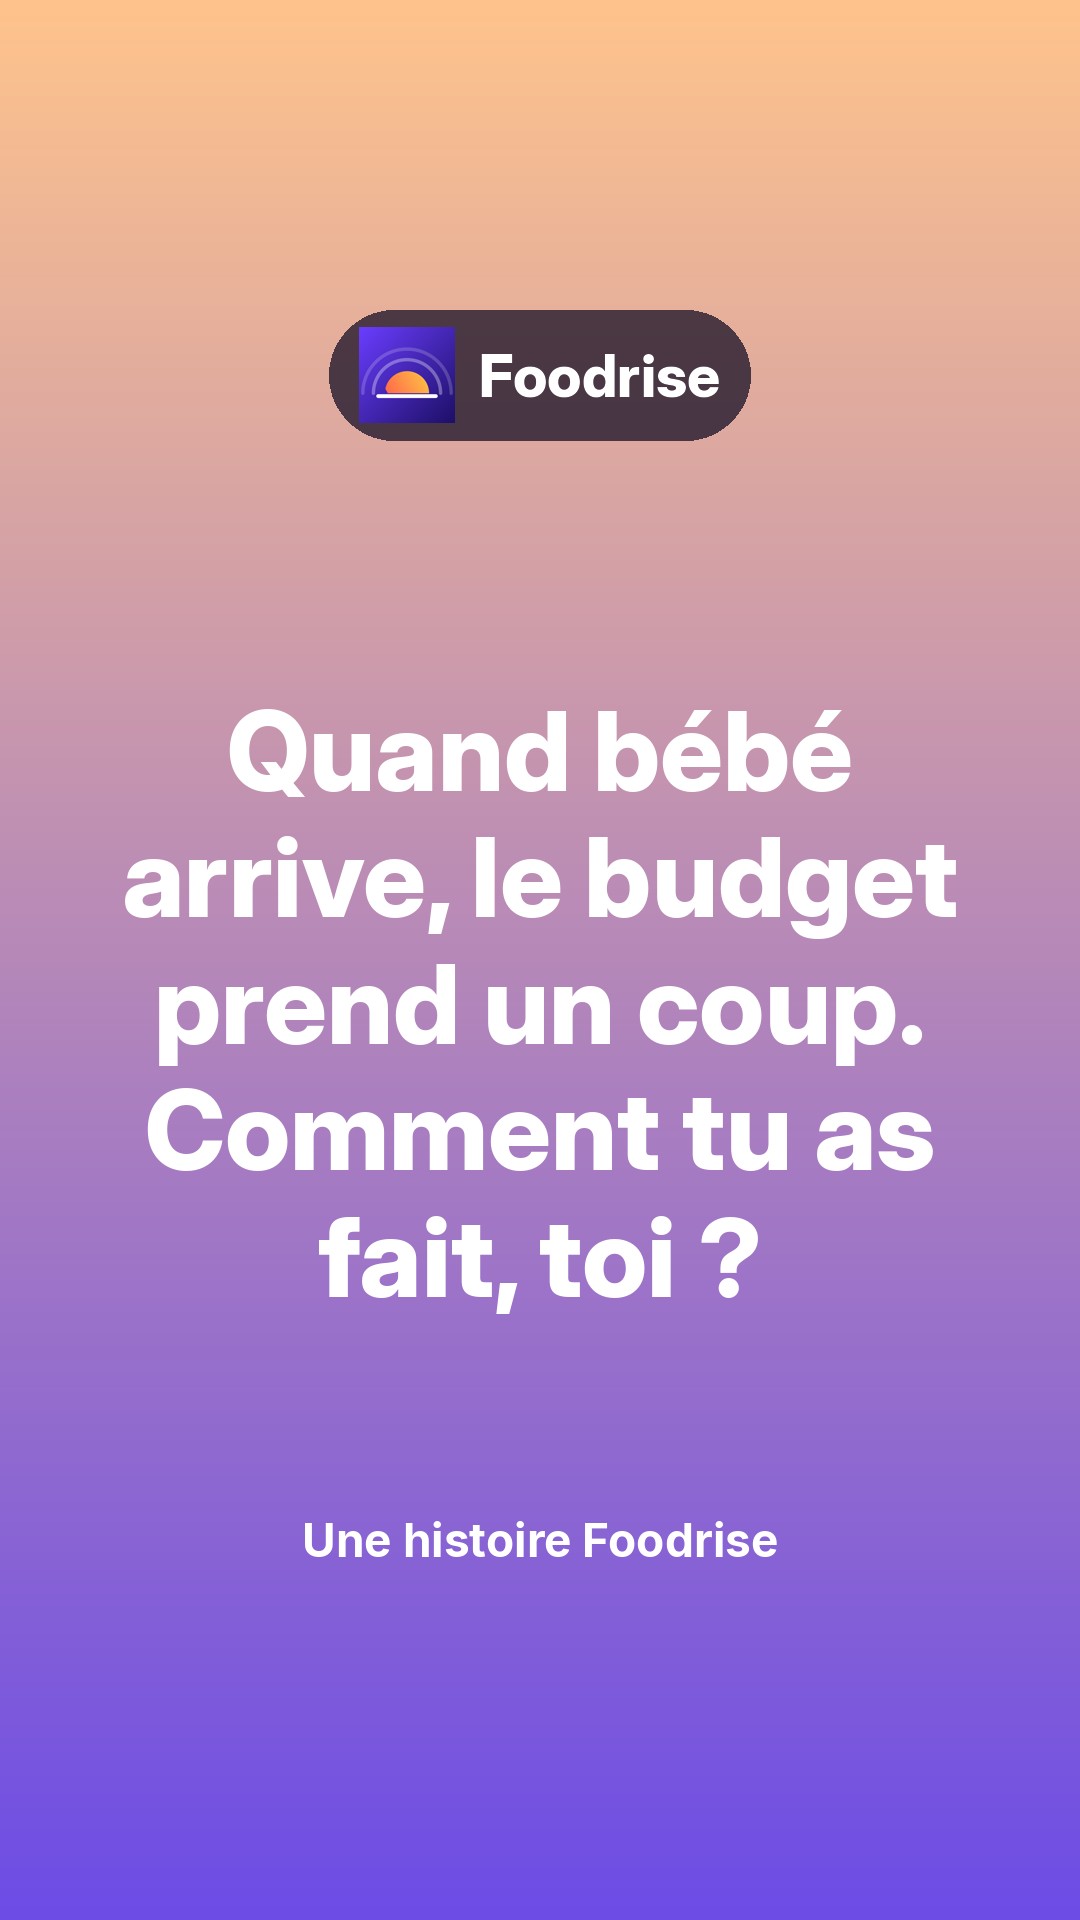 Foodrise
Quand bébé
arrive, le budget
prend un coup.
Comment tu as
fait, toi ?
Une histoire Foodrise